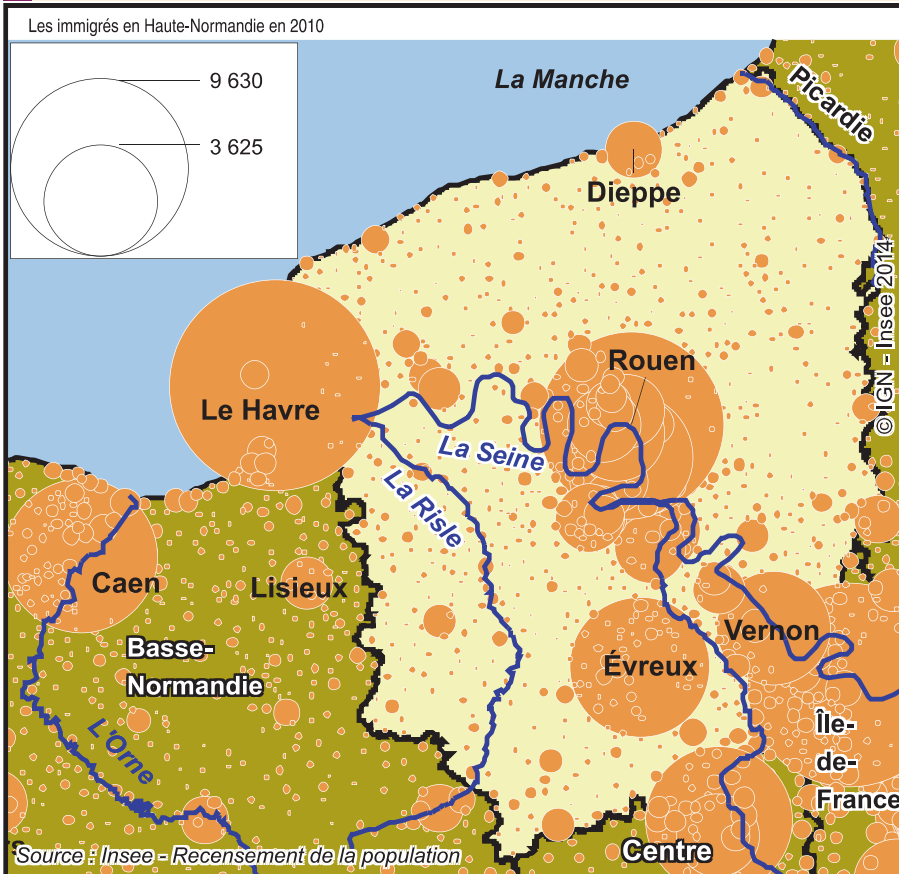 Les immigrés en Haute-Normandie en 2010
9 630
3 625
La Manche
Picardie
Dieppe
© IGN - Insee 2014
Rouen
Le Havre
La Seine
La Risle
Caen
Lisieux
Vernon
Basse-
Normandie
Évreux
L'Orne
Île-
de-
France
Centre
Source : Insee - Recensement de la population